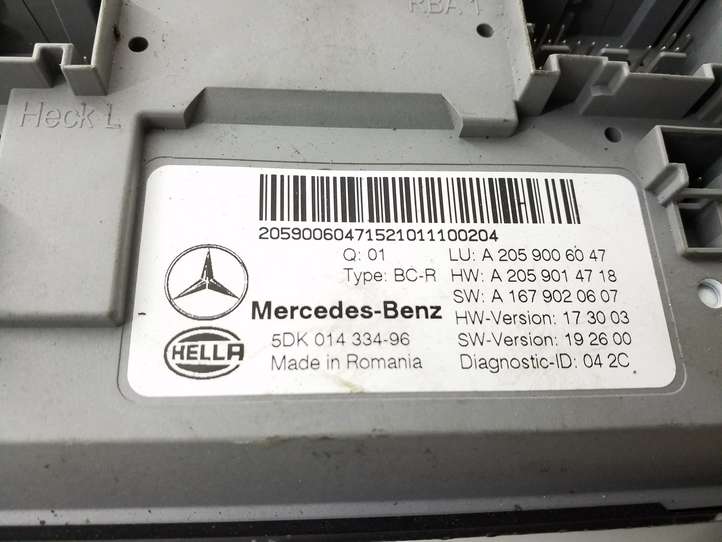 RBA 1
Heck L
205900604715210111100204
Q: 01
LU: A 205 900 60 47
Type: BC-R
HW: A 205 901 47 18
SW: A 167 902 06 07
Mercedes-Benz
HW-Version: 17 30 03
HELLA
5DK 014 334-96
SW-Version: 19 26 00
Made in Romania
Diagnostic-ID: 04 2C